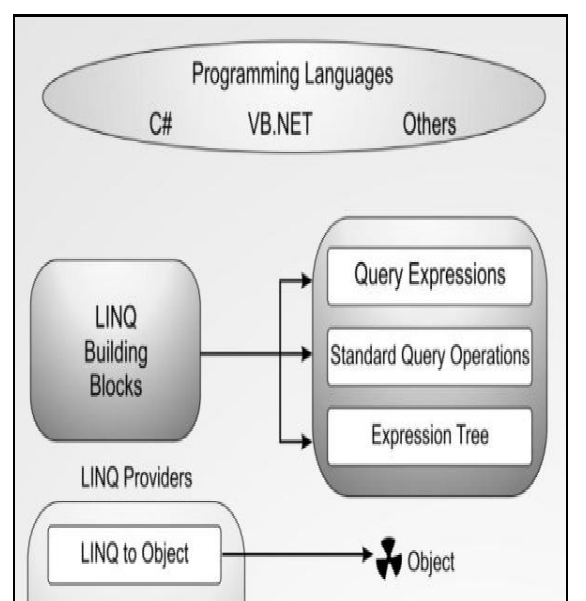 Programming Languages
C# VB.NET Others
LINQ
Building
Blocks
Query Expressions
Standard Query Operations
Expression Tree
LINQ Providers
LINQ to Object
Object